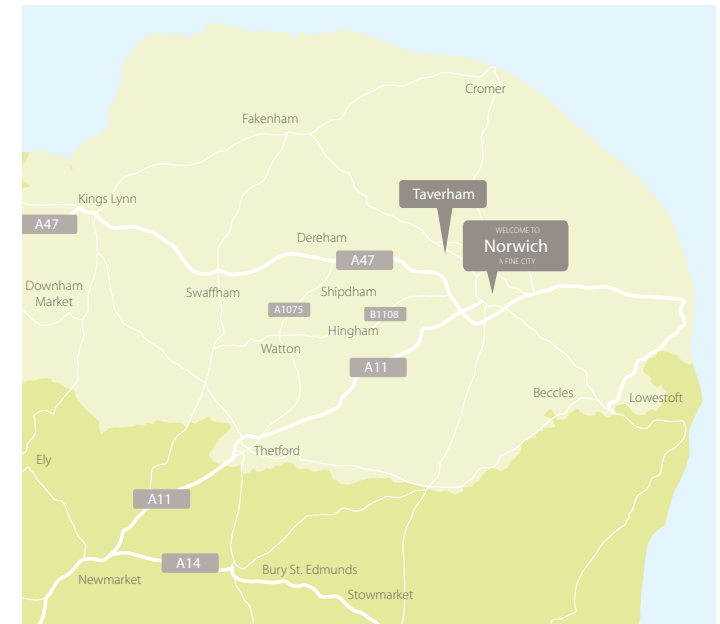 Cromer
Fakenham
Taverham
Kings Lynn
A47
WELCOME TO
Norwich
A FINE CITY
Dereham
A47
Downham
Market
Swaffham
Shipdham
A1075
B1108
Hingham
Watton
A11
Beccles
Lowestoft
Thetford
Ely
A11
A14
Bury St. Edmunds
Newmarket
Stowmarket